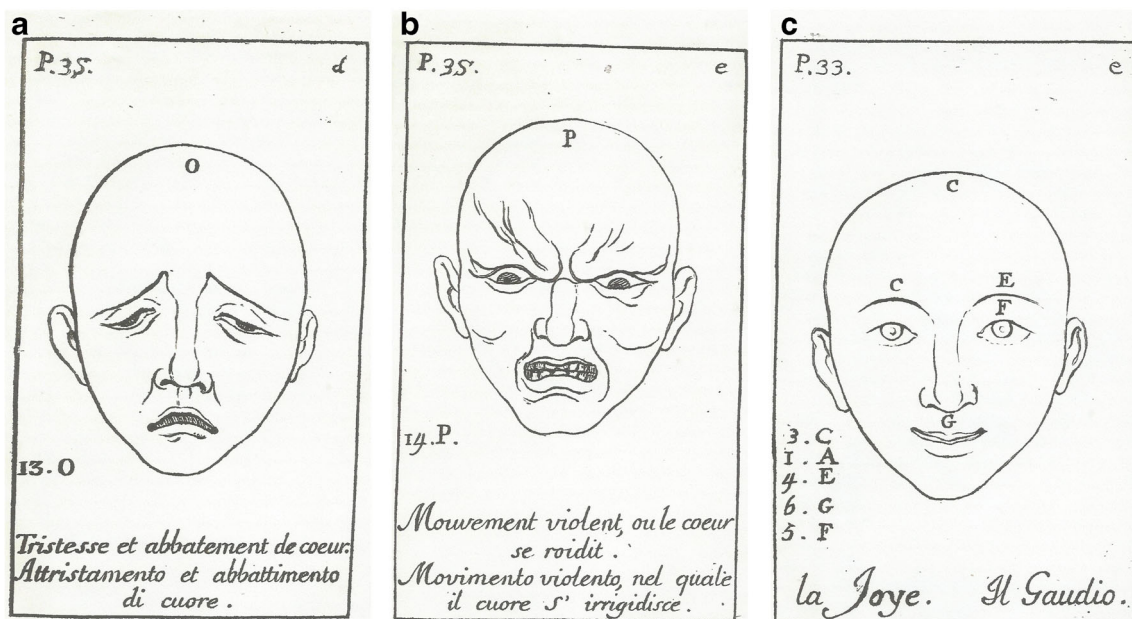 a
P.35.
d
O
13.O
Tristesse et abbatement de coeur.
Attristamento et abbattimento
di cuore.
b
P.35.
e
P
14.P.
Mouvement violent, ou le coeur
se roidit.
Movimento violento, nel quale
il cuore s' irrigidisce.
c
P.33.
e
C
C
E
F
G
3.C
1.A
4.E
6.G
5.F
la Joye. Il Gaudio.